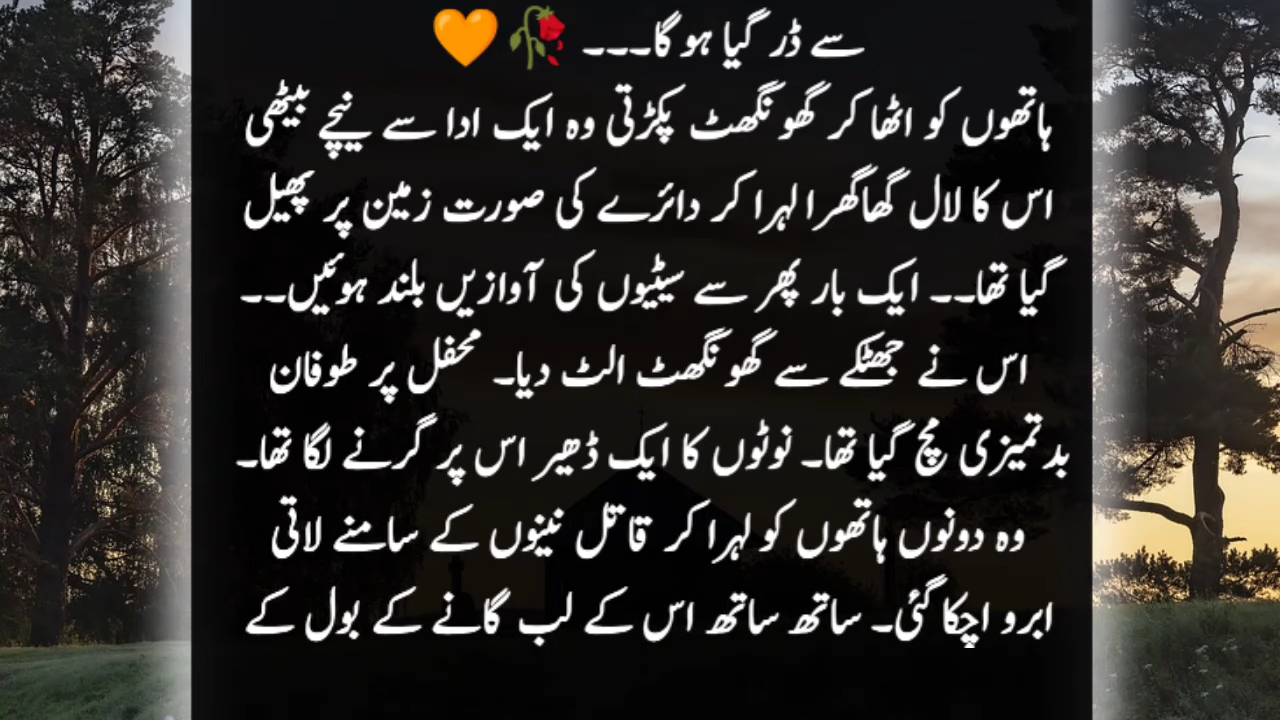 سے ڈر گیا ہو گا۔۔۔ 🥀🧡
ہاتھوں کو اٹھا کر گھونگھٹ پکڑتی وہ ایک ادا سے نیچے بیٹھی
اس کا لال گھاگھرا لہرا کر دائرے کی صورت زمین پر پھیل
گیا تھا۔۔ ایک بار پھر سے سیٹیوں کی آوازیں بلند ہوئیں۔۔
اس نے جھٹکے سے گھونگھٹ الٹ دیا۔ محفل پر طوفان
بدتمیزی مچ گیا تھا۔ نوٹوں کا ایک ڈھیر اس پر گرنے لگا تھا۔
وہ دونوں ہاتھوں کو لہرا کر قاتل نینوں کے سامنے لاتی
ابرو اچکا گئی۔ ساتھ ساتھ اس کے لب گانے کے بول کے